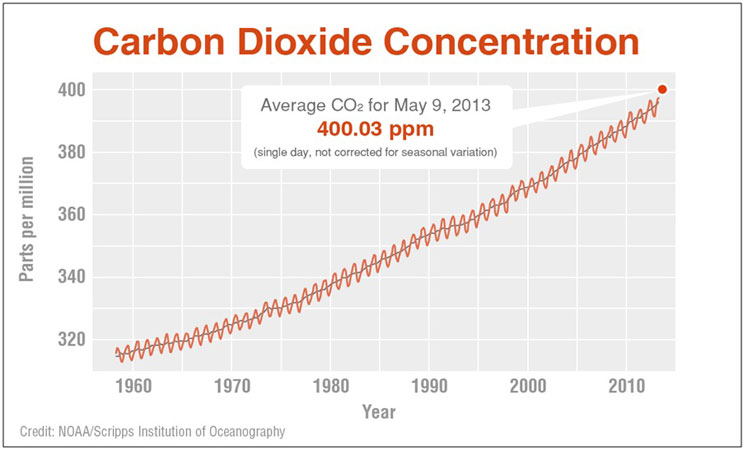 Carbon Dioxide Concentration
Average CO₂ for May 9, 2013
400.03 ppm
(single day, not corrected for seasonal variation)
Parts per million
400
380
360
340
320
1960 1970 1980 1990 2000 2010
Year
Credit: NOAA/Scripps Institution of Oceanography